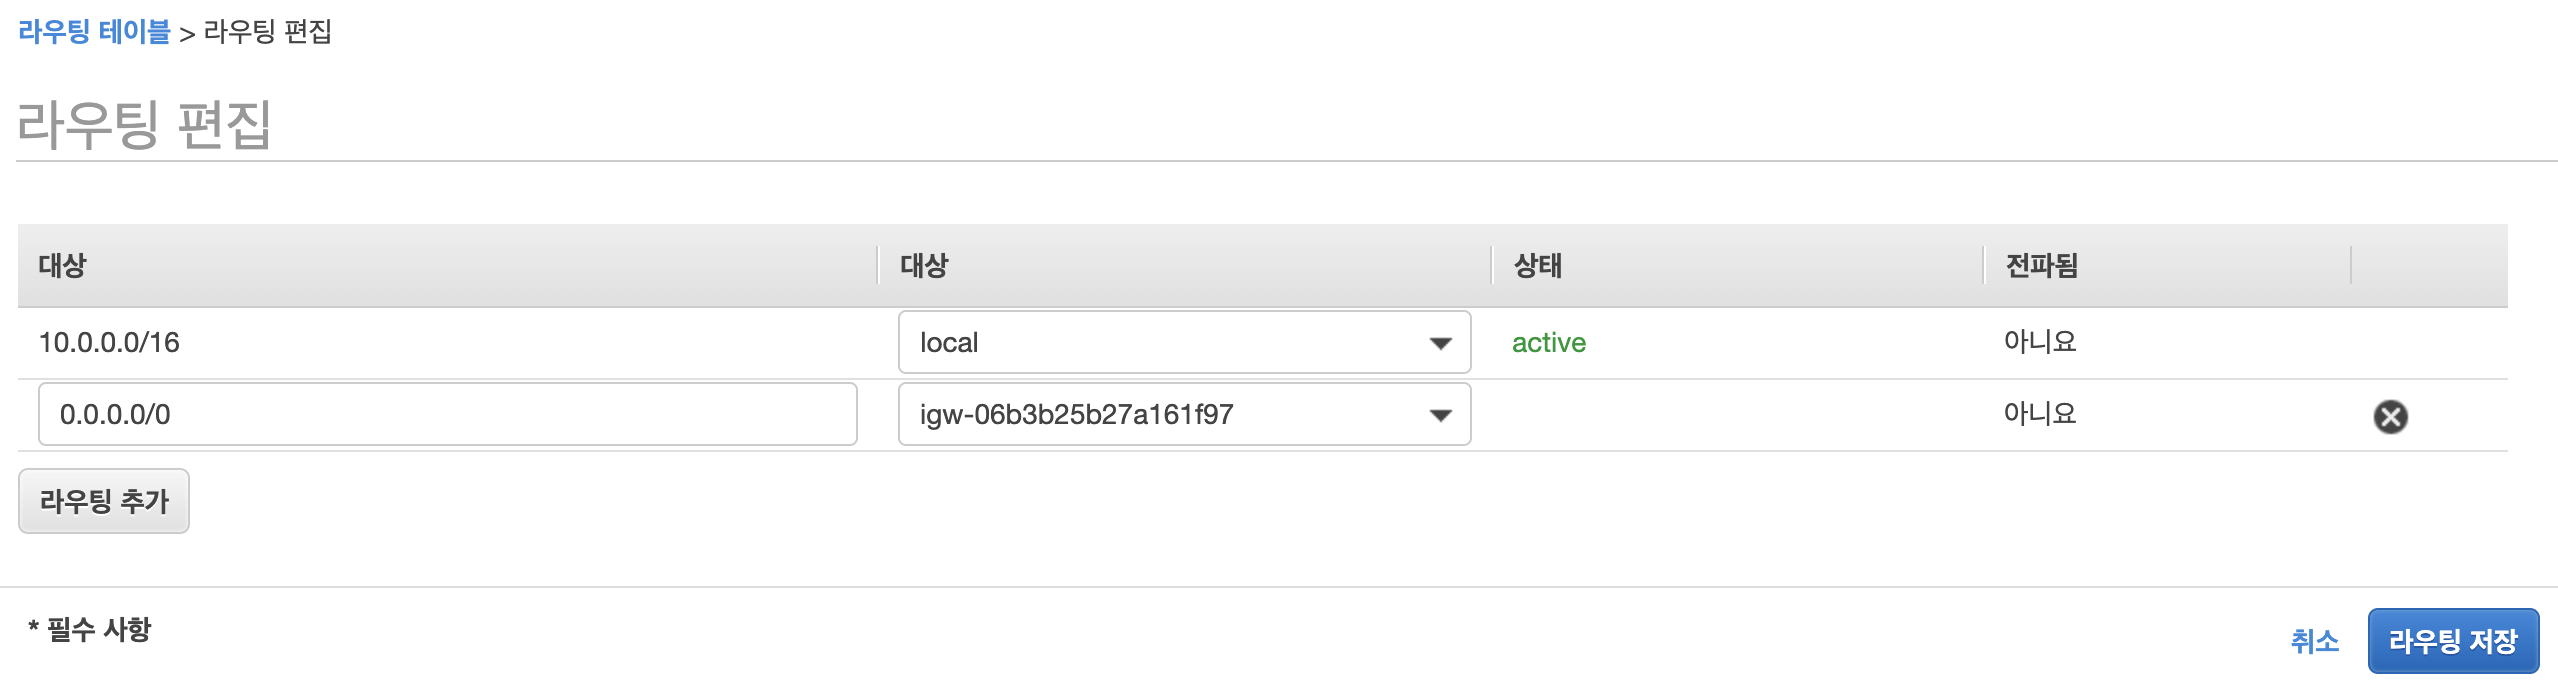 라우팅 테이블 > 라우팅 편집
라우팅 편집
대상 대상 상태 전파됨
10.0.0.0/16 local active 아니요
0.0.0.0/0 igw-06b3b25b27a161f97 아니요
라우팅 추가
* 필수 사항
취소 라우팅 저장